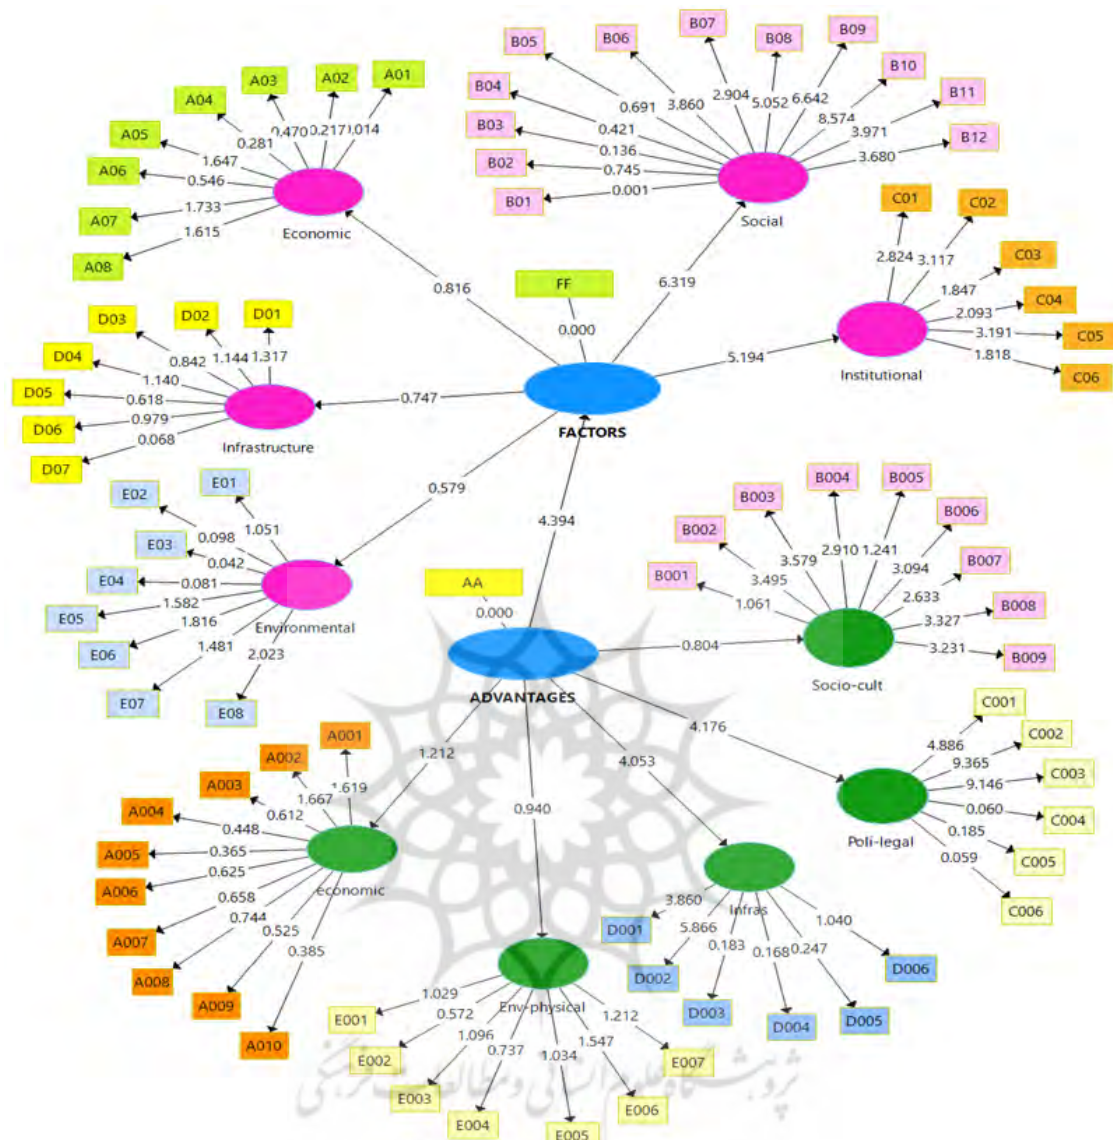 B07
B09
B08
B06
B05
B10
A03
A02
A01
A04
B04
B11
2.904
5.052
6.642
3.860
0.691
8.574
A05
0.470
0.217
B03
0.421
3.971
B12
0.281
0.136
3.680
1.647
A06
0.546
B02
0.745
0.001
B01
1.733
C01
C02
A07
1.615
Economic
Social
A08
2.824
3.117
C03
0.816
FF
6.319
1.847
C04
D03
D02
D01
2.093
0.000
3.191
C05
D04
0.842
1.144
1.317
5.194
1.818
1.140
Institutional
C06
D05
0.618
0.747
0.979
D06
0.068
FACTORS
Infrastructure
D07
B004
B005
E01
E02
0.579
B003
B006
4.394
B002
1.051
0.098
3.579
2.910
1.241
3.094
B007
E03
0.042
B001
3.495
2.633
E04
0.081
AA
1.061
3.327
B008
1.582
0.000
E05
1.816
Environmental
0.804
3.231
B009
E06
1.481
2.023
Socio-cult
ADVANTAGES
E07
E08
C001
4.176
A001
C002
A002
1.212
4.053
4.886
9.365
A003
9.146
C003
1.667
0.940
A004
0.612
0.060
C004
0.448
0.185
Poli-legal
A005
0.365
0.059
C005
0.625
A006
economic
0.658
Infras
3.860
C006
0.744
D001
1.040
A007
0.525
5.866
0.385
0.183
0.168
0.247
D006
A008
D002
A009
Env-physical
D003
D004
D005
1.029
1.212
E001
0.572
A010
1.096
1.547
0.737
1.034
E002
E007
E003
E006
E004
E005
پژوهشگاه علوم انسانی و مطالعات فرهنگی